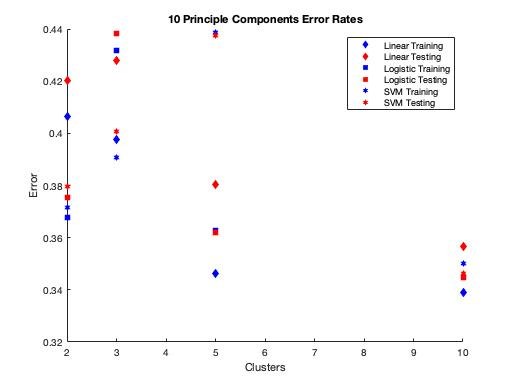 10 Principle Components Error Rates
0.44
0.42
0.4
0.38
0.36
0.34
0.32
Error
2 3 4 5 6 7 8 9 10
Clusters
Linear Training
Linear Testing
Logistic Training
Logistic Testing
SVM Training
SVM Testing